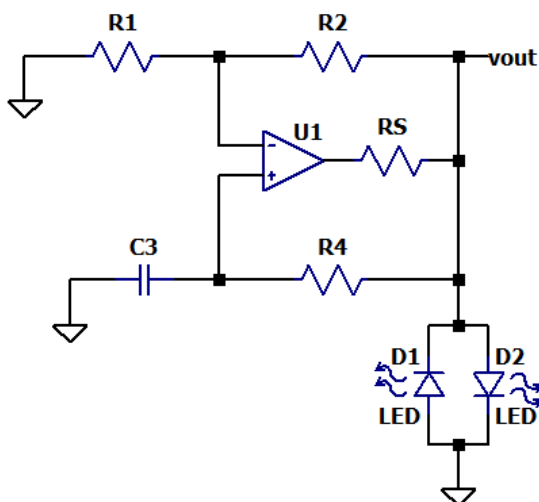 R1
R2
vout
U1
RS
-
+
C3
R4
D1
D2
LED
LED